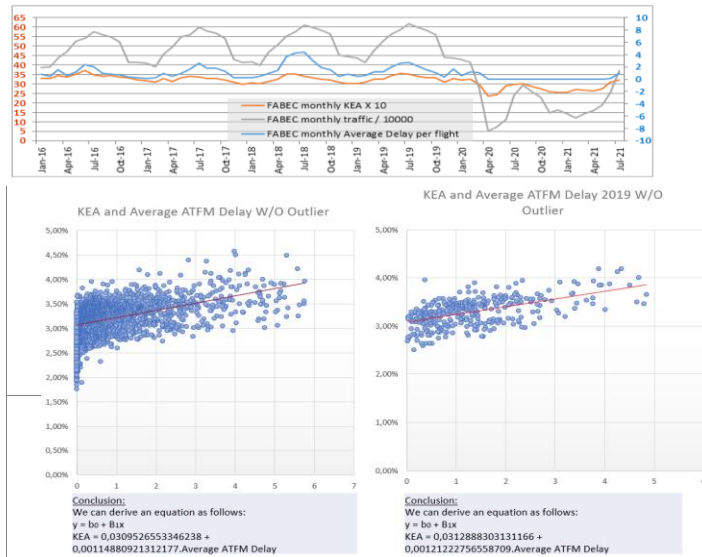 65
60
55
50
45
40
35
30
25
20
15
10
5
0
10
8
6
4
2
0
-2
-4
-6
-8
-10
FABEC monthly KEA X 10
FABEC monthly traffic / 10000
FABEC monthly Average Delay per flight
Jan-16
Apr-16
Jul-16
Oct-16
Jan-17
Apr-17
Jul-17
Oct-17
Jan-18
Apr-18
Jul-18
Oct-18
Jan-19
Apr-19
Jul-19
Oct-19
Jan-20
Apr-20
Jul-20
Oct-20
Jan-21
Apr-21
Jul-21
KEA and Average ATFM Delay W/O Outlier
5,00%
4,50%
4,00%
3,50%
3,00%
2,50%
2,00%
1,50%
1,00%
0,50%
0,00%
0 1 2 3 4 5 6 7
Conclusion:
We can derive an equation as follows:
y = b₀ + B₁x
KEA = 0,0309526553346238 +
0,00114880921312177.Average ATFM Delay
KEA and Average ATFM Delay 2019 W/O
Outlier
5,00%
4,00%
3,00%
2,00%
1,00%
0,00%
0 1 2 3 4 5 6
Conclusion:
We can derive an equation as follows:
y = b₀ + B₁x
KEA = 0,0312888303131166 +
0,00121222756558709.Average ATFM Delay